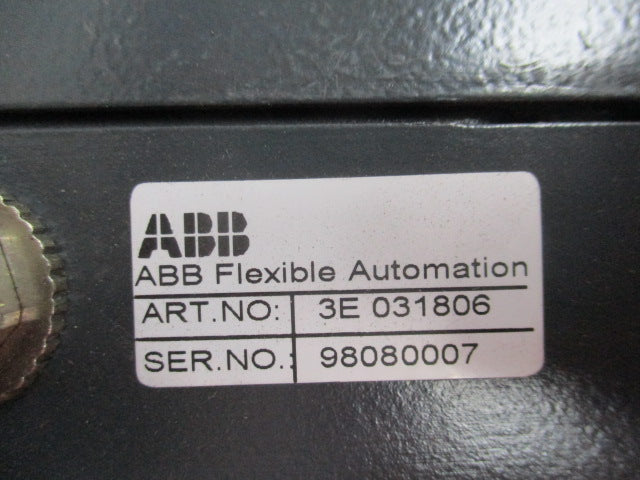 ABB
ABB Flexible Automation
ART.NO: 3E 031806
SER.NO.: 98080007